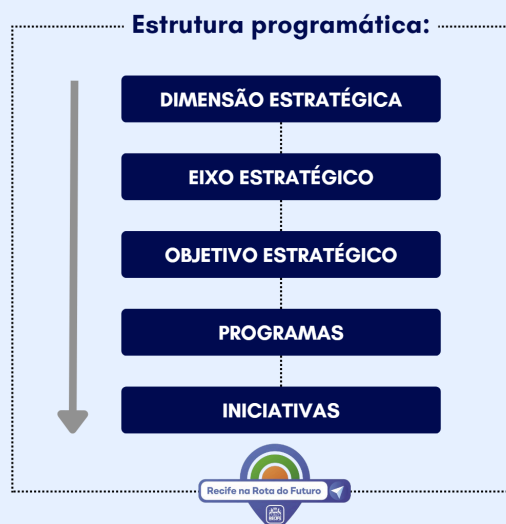 Estrutura programática:
DIMENSÃO ESTRATÉGICA
EIXO ESTRATÉGICO
OBJETIVO ESTRATÉGICO
PROGRAMAS
INICIATIVAS
Recife na Rota do Futuro